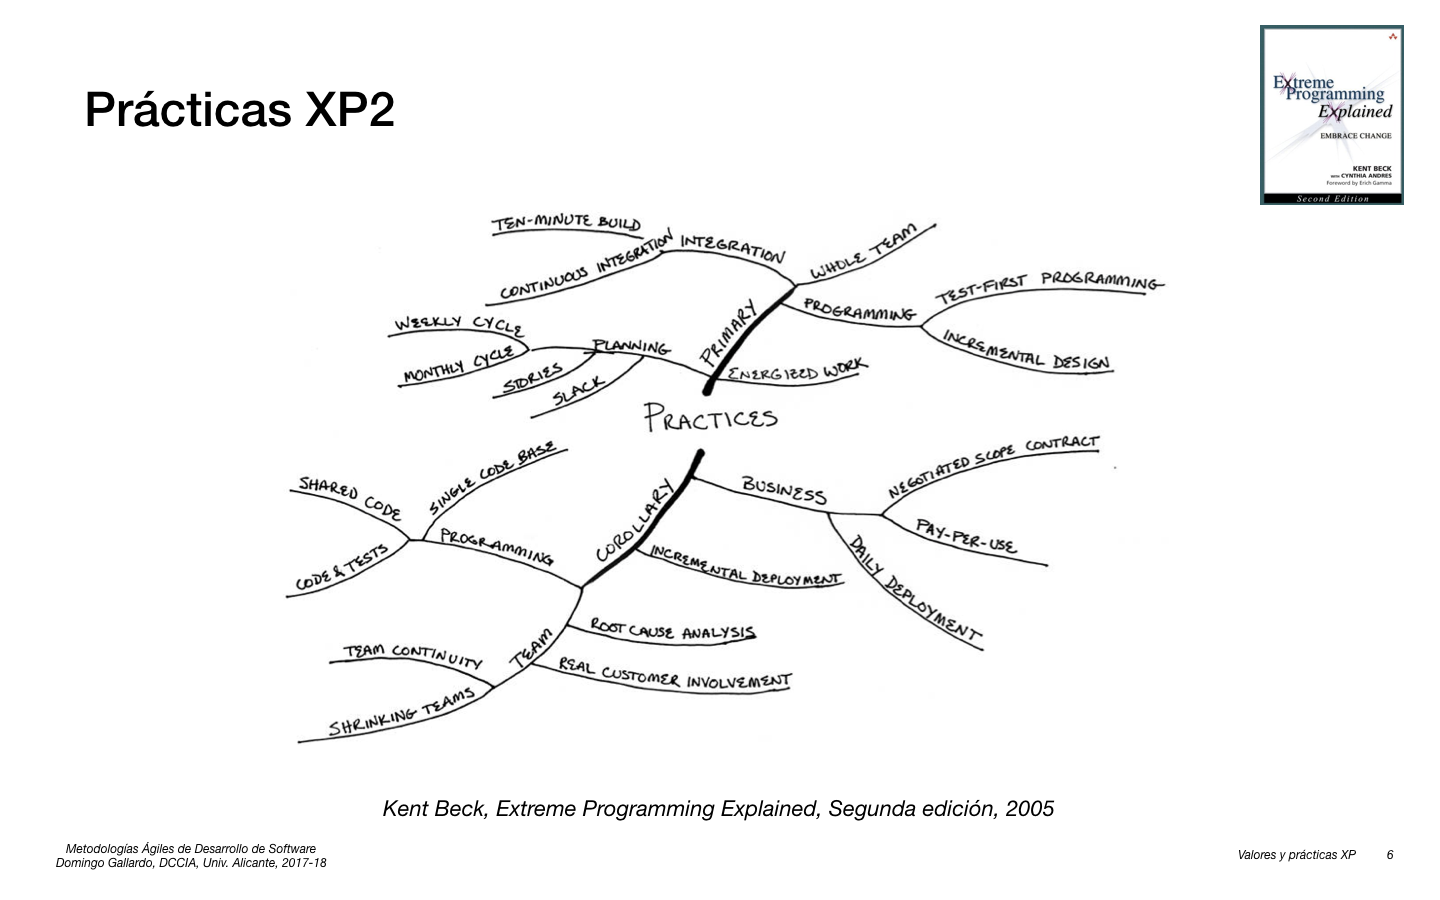 Prácticas XP2
Extreme
Programming
Explained
EMBRACE CHANGE
KENT BECK
WITH CYNTHIA ANDRES
Foreword by Erich Gamma
Second Edition
TEN-MINUTE BUILD
CONTINUOUS INTEGRATION
INTEGRATION
WHOLE TEAM
TEST-FIRST PROGRAMMING
PROGRAMMING
INCREMENTAL DESIGN
WEEKLY CYCLE
MONTHLY CYCLE
PLANNING
STORIES
SLACK
PRIMARY
ENERGIZED WORK
PRACTICES
SHARED CODE
SINGLE CODE BASE
CODE & TESTS
PROGRAMMING
COROLLARY
BUSINESS
NEGOTIATED SCOPE CONTRACT
PAY-PER-USE
DAILY DEPLOYMENT
INCREMENTAL DEPLOYMENT
ROOT CAUSE ANALYSIS
TEAM
REAL CUSTOMER INVOLVEMENT
TEAM CONTINUITY
SHRINKING TEAMS
Kent Beck, Extreme Programming Explained, Segunda edición, 2005
Metodologías Ágiles de Desarrollo de Software
Domingo Gallardo, DCCIA, Univ. Alicante, 2017-18
Valores y prácticas XP
6